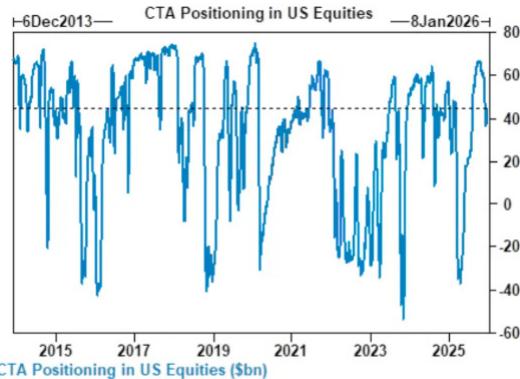 CTA Positioning in US Equities
6Dec2013
8Jan2026
80
60
40
20
0
-20
-40
-60
2015 2017 2019 2021 2023 2025
CTA Positioning in US Equities ($bn)